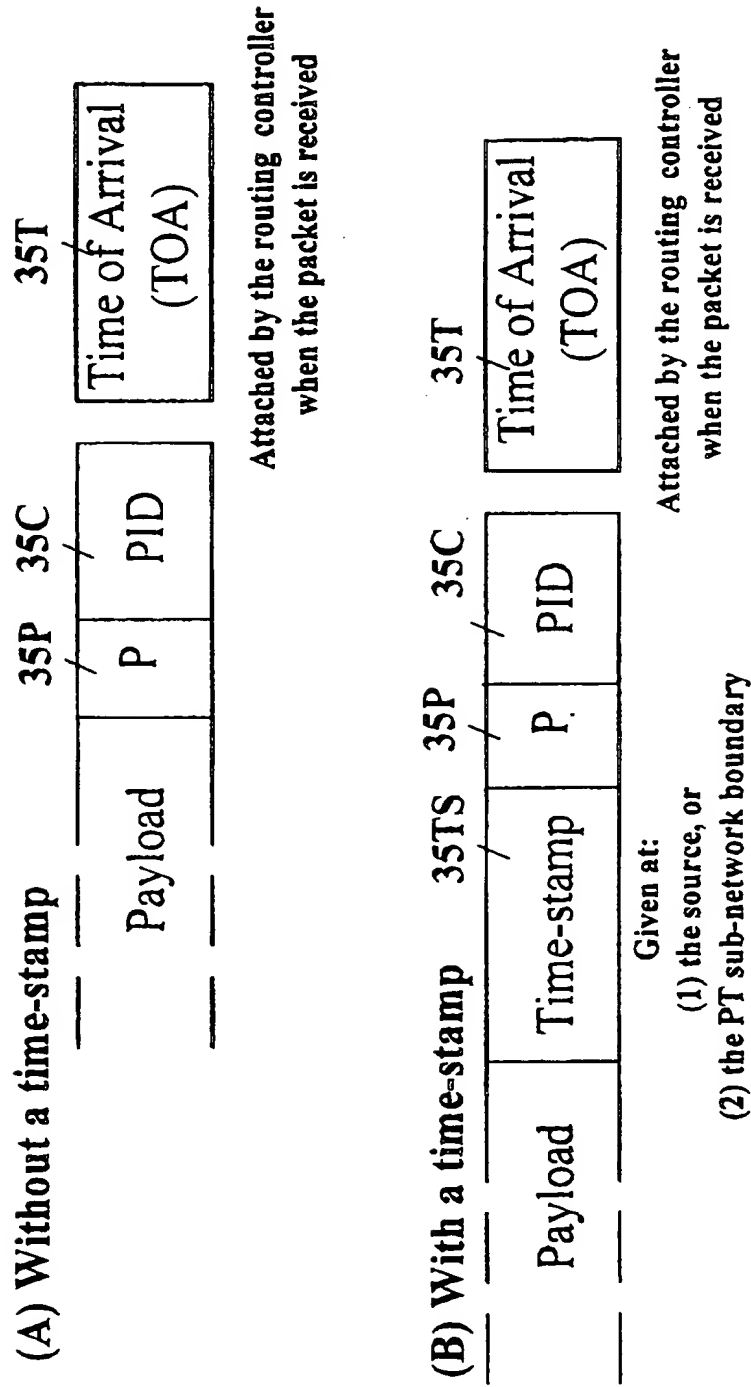 (A) Without a time-stamp
35P
35C
35T
Payload
P
PID
Time of Arrival
(TOA)
Attached by the routing controller
when the packet is received
(B) With a time-stamp
35TS
35P
35C
35T
Payload
Time-stamp
P.
PID
Time of Arrival
(TOA)
Given at:
(1) the source, or
(2) the PT sub-network boundary
Attached by the routing controller
when the packet is received